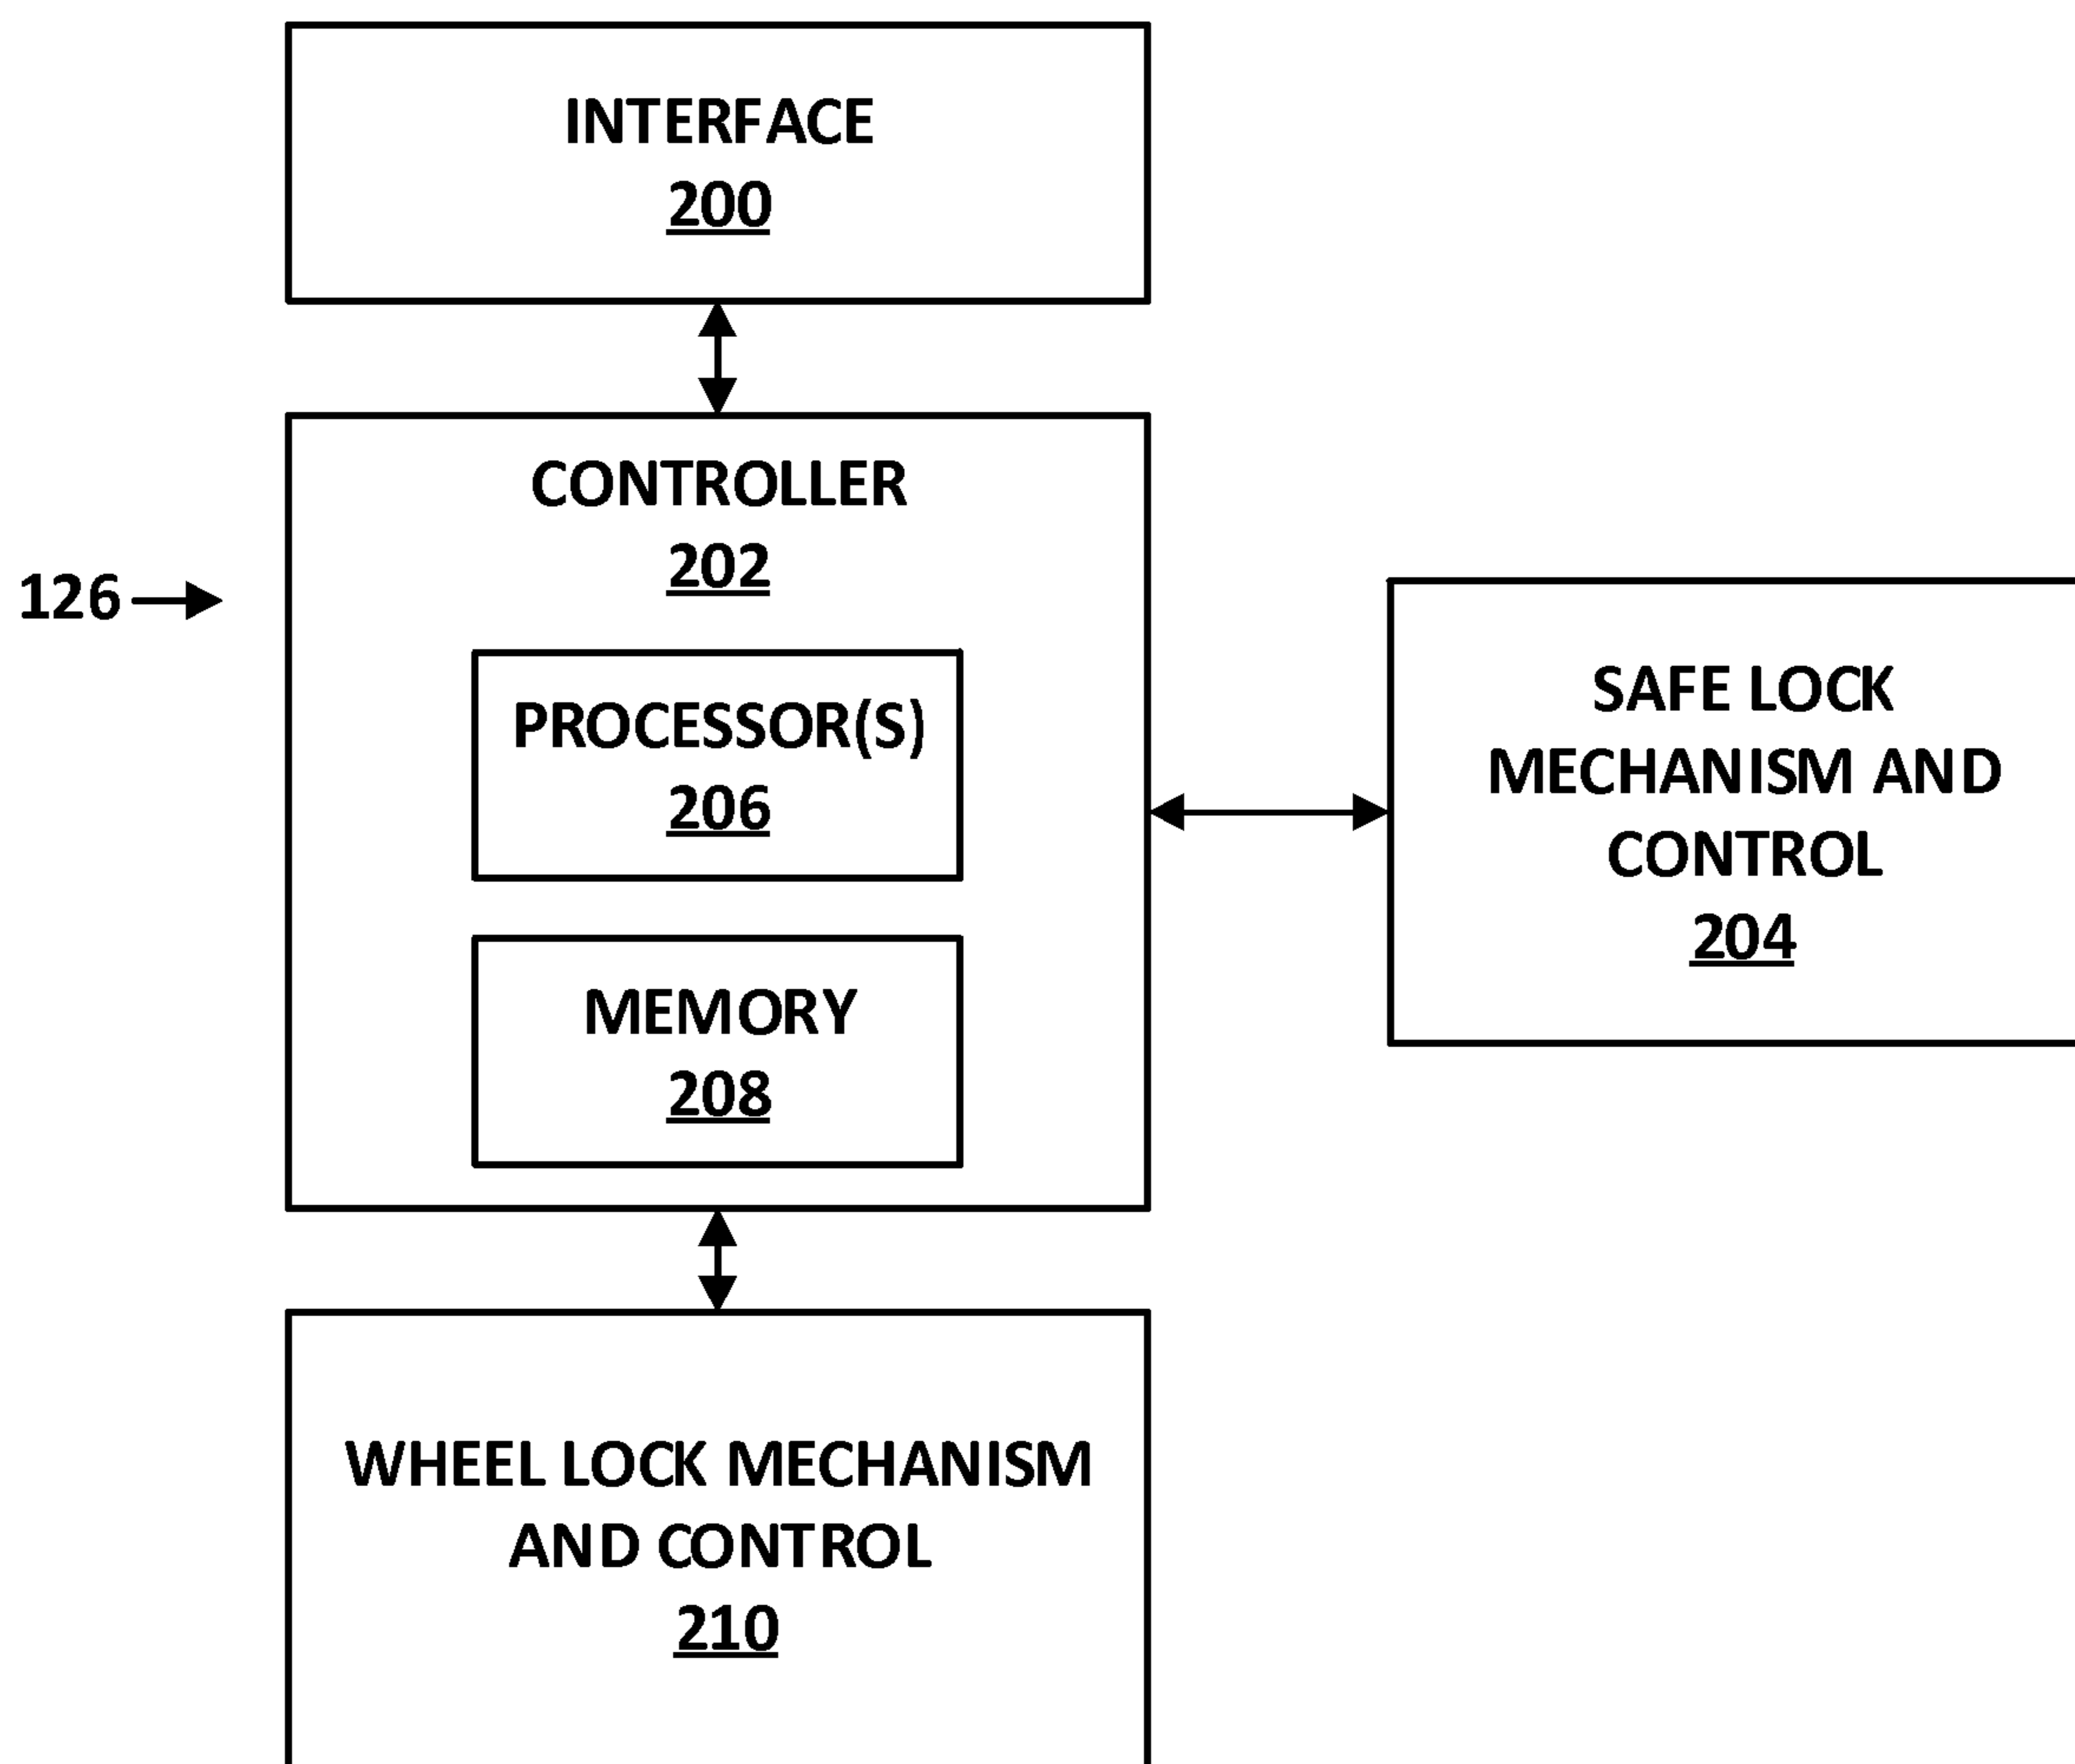 INTERFACE
200
CONTROLLER
202
126
PROCESSOR(S)
206
MEMORY
208
SAFE LOCK
MECHANISM AND
CONTROL
204
WHEEL LOCK MECHANISM
AND CONTROL
210